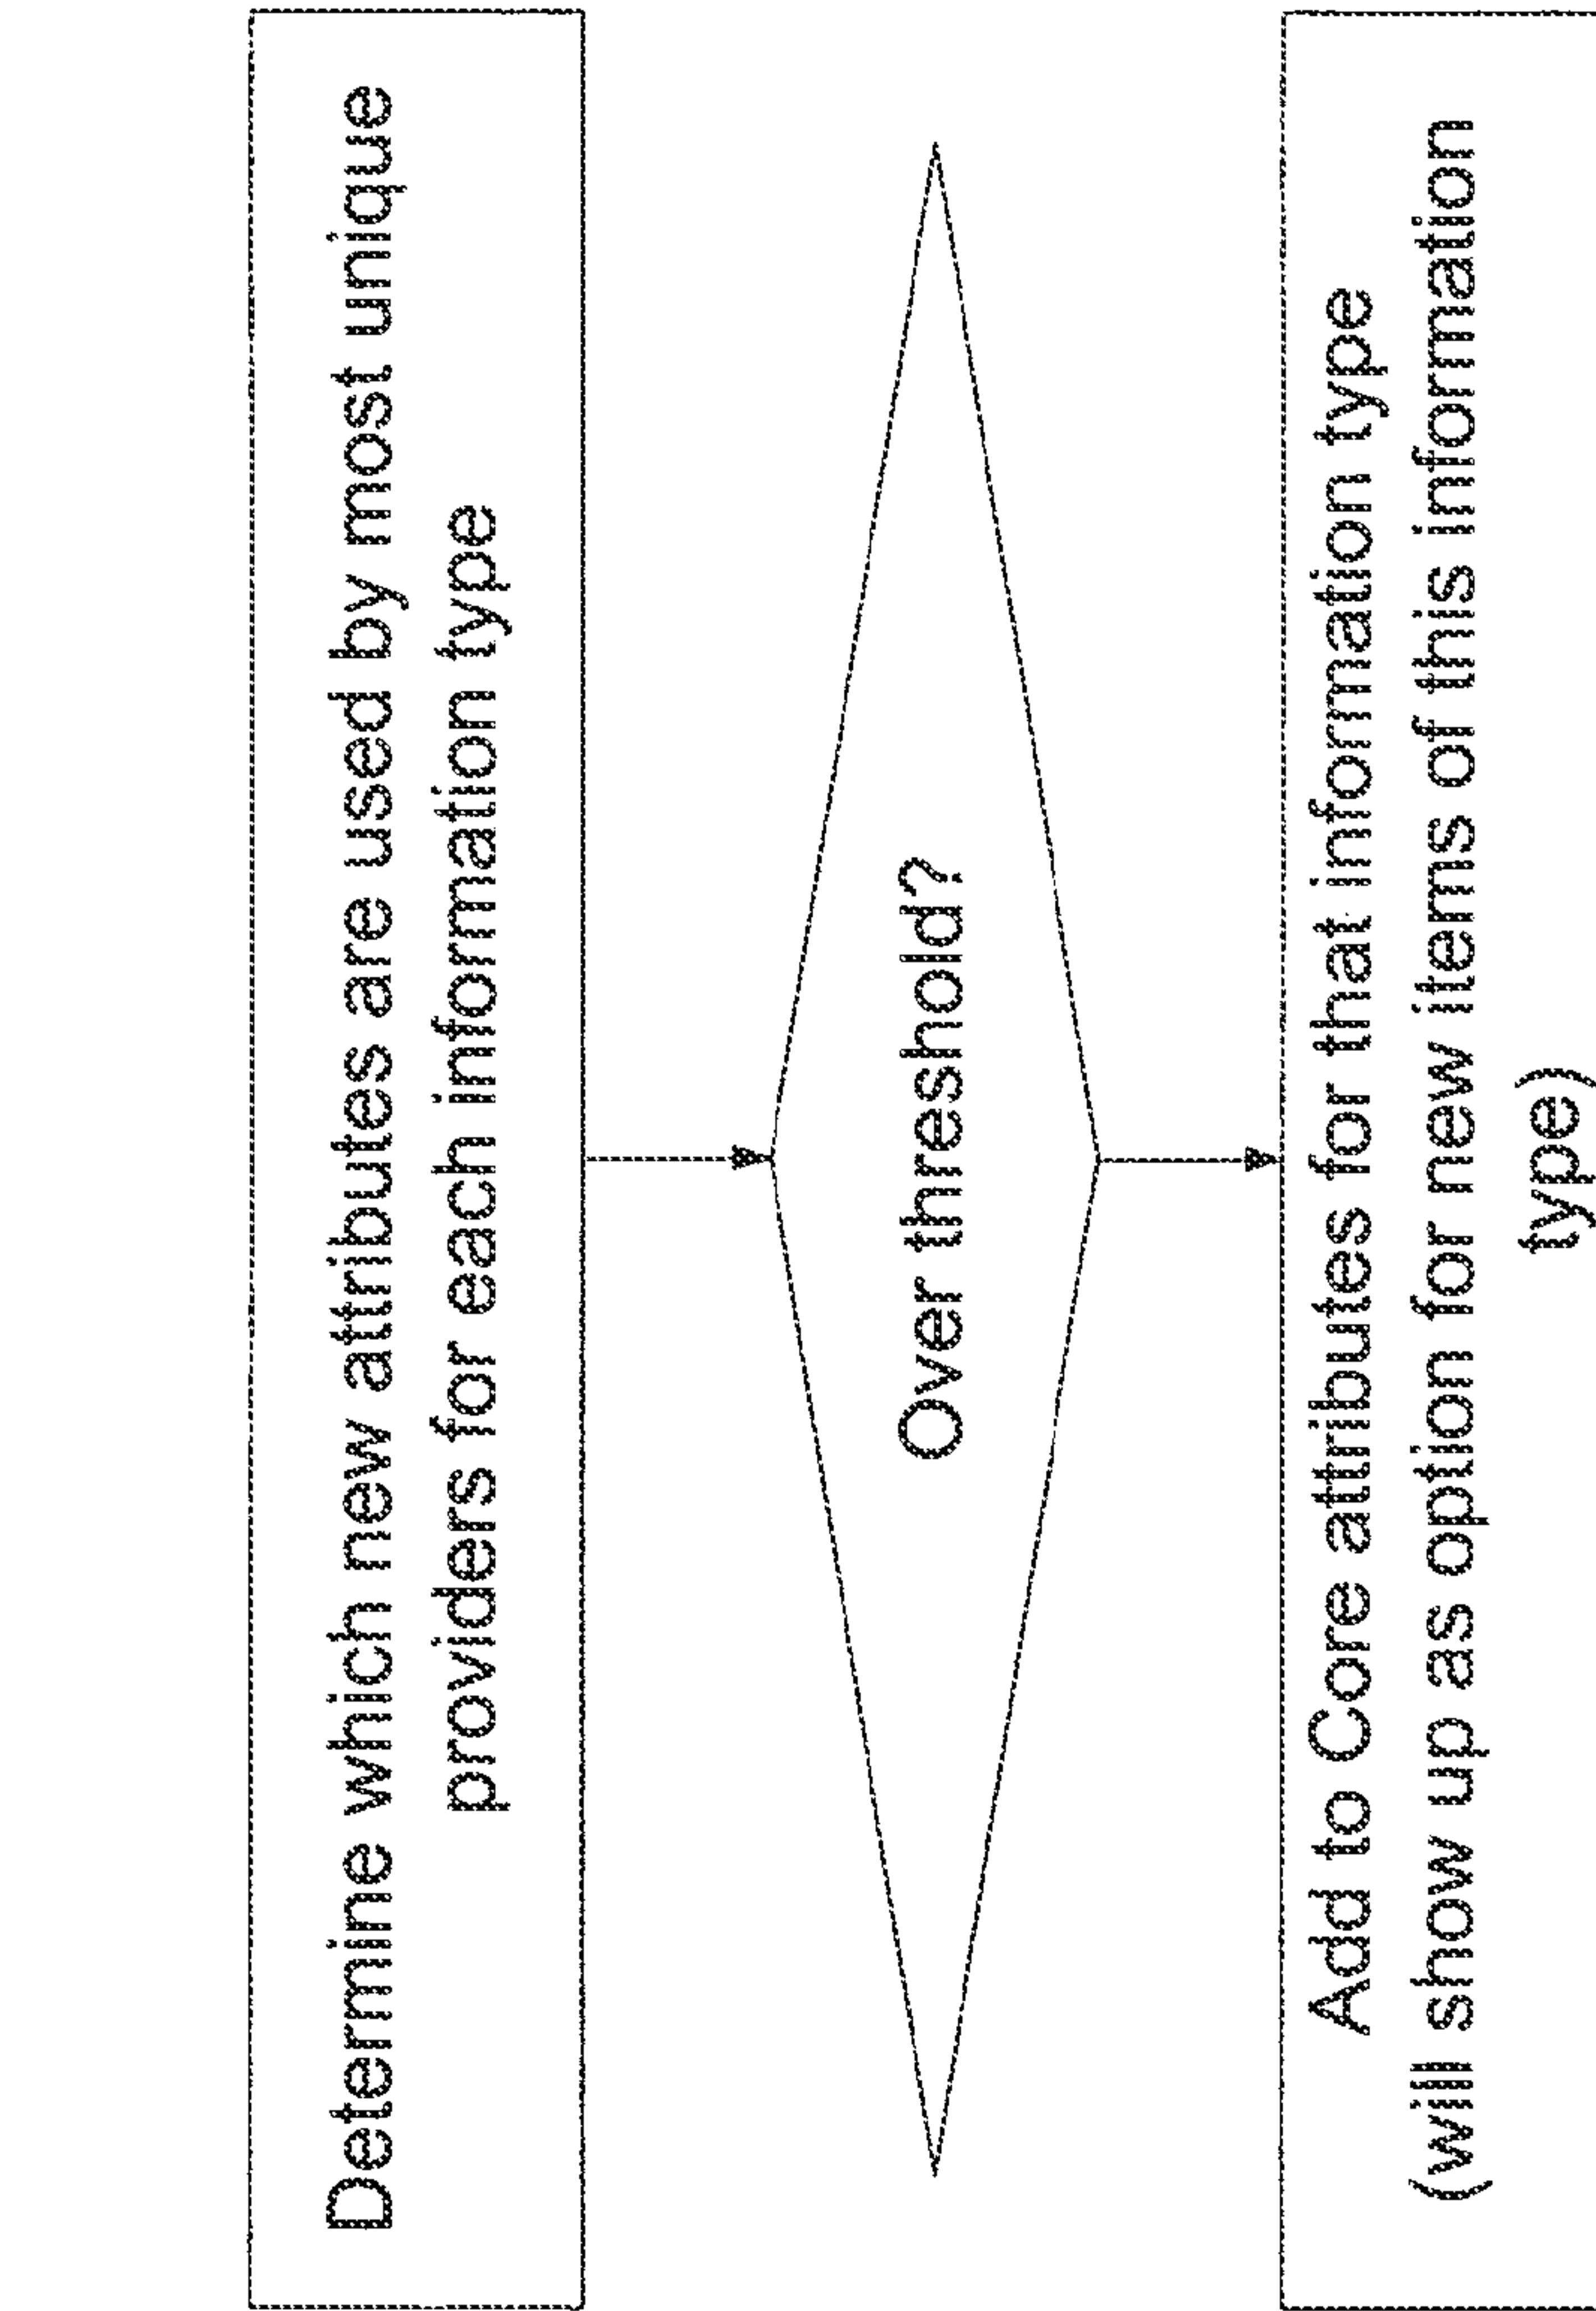 Determine which new attributes are used by most unique
providers for each information type
Over threshold?
Add to Core attributes for that information type
(will show up as option for new items of this information
type)